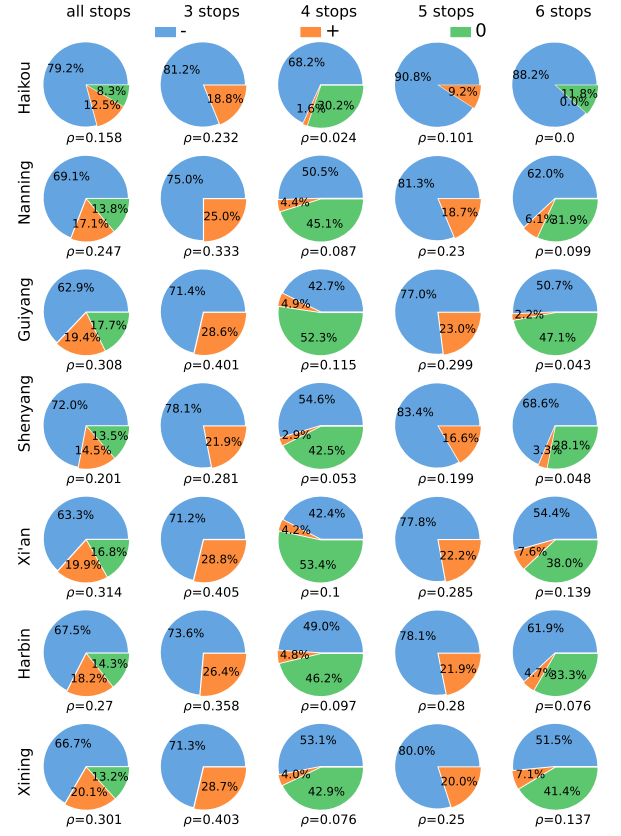 all stops 3 stops 4 stops 5 stops 6 stops
- + 0
Haikou
79.2% 8.3% 12.5% 81.2% 18.8% 68.2% 1.6% 30.2% 90.8% 9.2% 88.2% 11.8% 0.0%
ρ=0.158 ρ=0.232 ρ=0.024 ρ=0.101 ρ=0.0
Nanning
69.1% 13.8% 17.1% 75.0% 25.0% 50.5% 4.4% 45.1% 81.3% 18.7% 62.0% 6.1% 31.9%
ρ=0.247 ρ=0.333 ρ=0.087 ρ=0.23 ρ=0.099
Guiyang
62.9% 17.7% 19.4% 71.4% 28.6% 42.7% 4.9% 52.3% 77.0% 23.0% 50.7% 2.2% 47.1%
ρ=0.308 ρ=0.401 ρ=0.115 ρ=0.299 ρ=0.043
Shenyang
72.0% 13.5% 14.5% 78.1% 21.9% 54.6% 2.9% 42.5% 83.4% 16.6% 68.6% 3.3% 28.1%
ρ=0.201 ρ=0.281 ρ=0.053 ρ=0.199 ρ=0.048
Xi'an
63.3% 16.8% 19.9% 71.2% 28.8% 42.4% 4.2% 53.4% 77.8% 22.2% 54.4% 7.6% 38.0%
ρ=0.314 ρ=0.405 ρ=0.1 ρ=0.285 ρ=0.139
Harbin
67.5% 14.3% 18.2% 73.6% 26.4% 49.0% 4.8% 46.2% 78.1% 21.9% 61.9% 4.7% 33.3%
ρ=0.27 ρ=0.358 ρ=0.097 ρ=0.28 ρ=0.076
Xining
66.7% 13.2% 20.1% 71.3% 28.7% 53.1% 4.0% 42.9% 80.0% 20.0% 51.5% 7.1% 41.4%
ρ=0.301 ρ=0.403 ρ=0.076 ρ=0.25 ρ=0.137